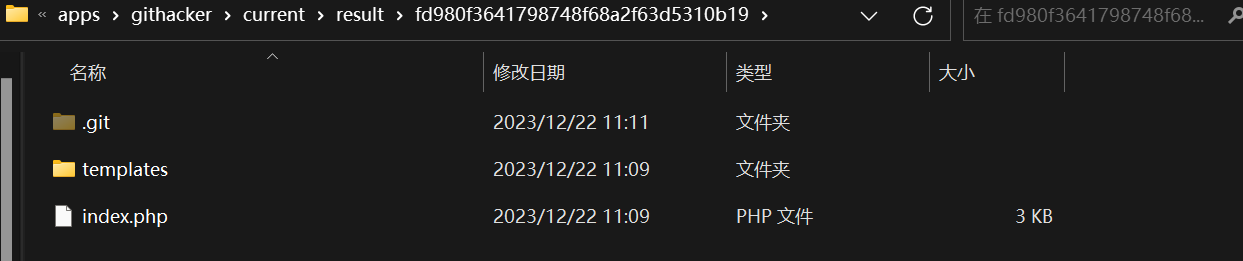 « apps › githacker › current › result › fd980f3641798748f68a2f63d5310b19 › 在 fd980f3641798748f68...
名称 修改日期 类型 大小
.git 2023/12/22 11:11 文件夹
templates 2023/12/22 11:09 文件夹
index.php 2023/12/22 11:09 PHP 文件 3 KB